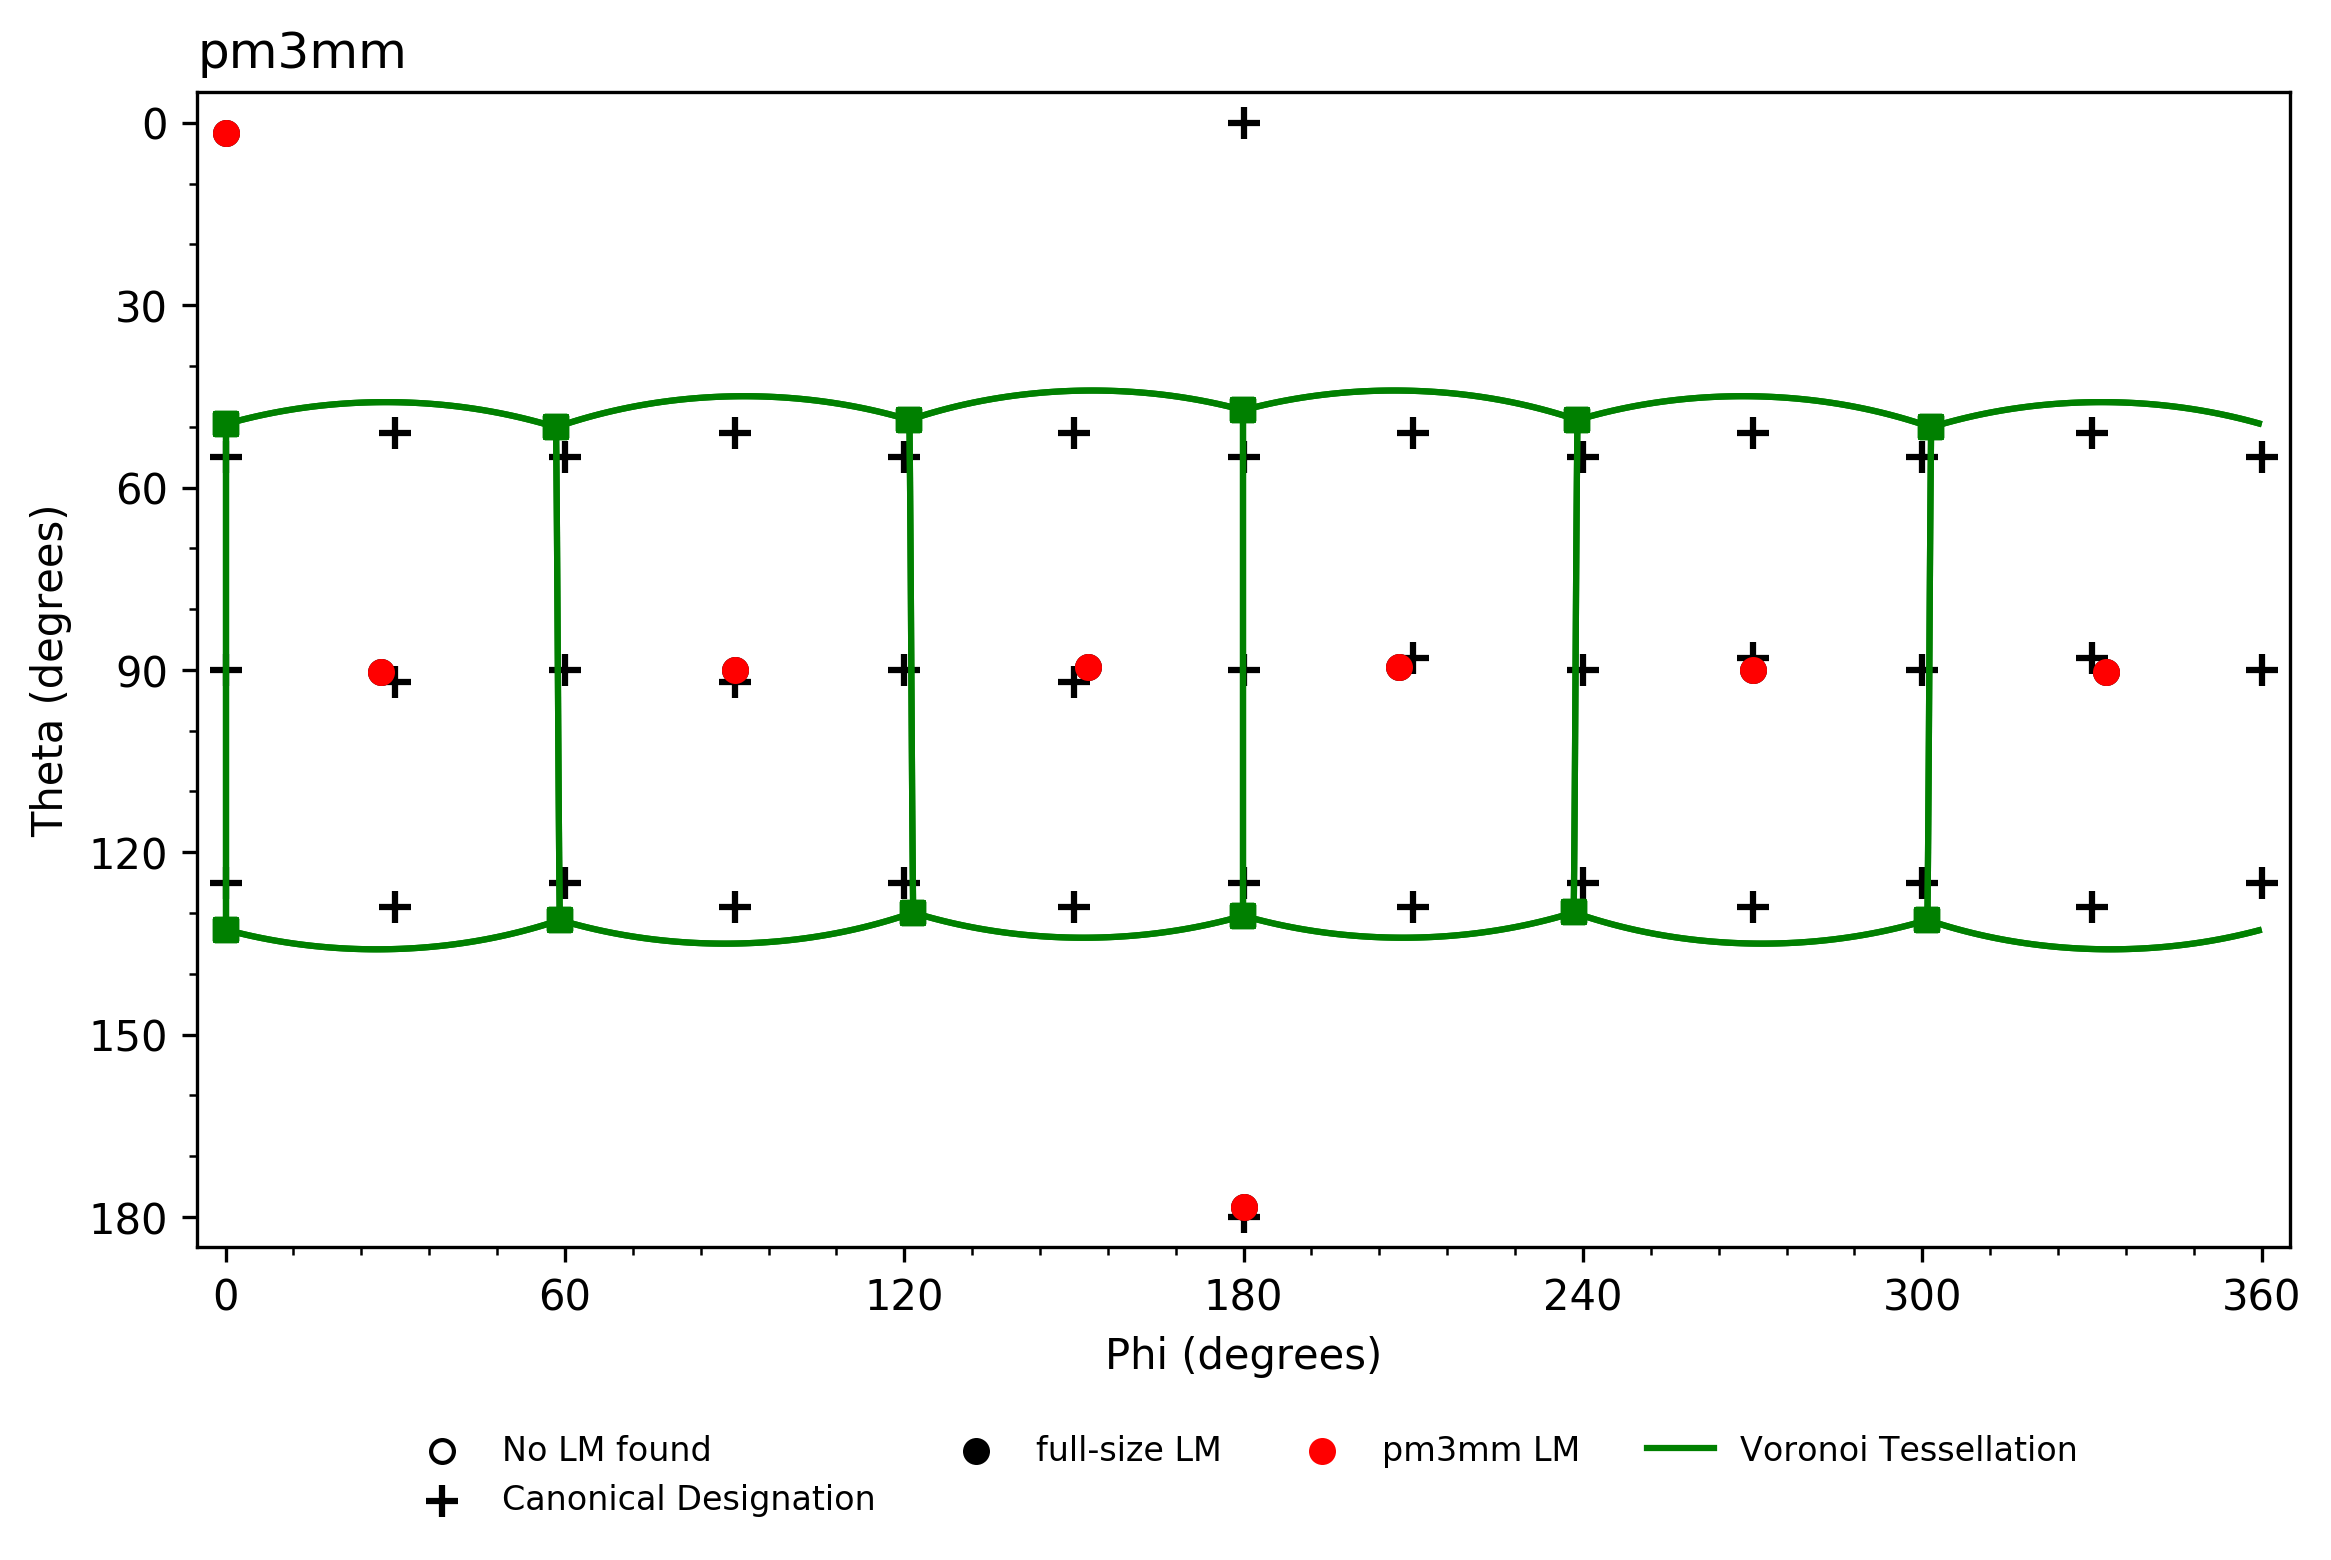 pm3mm
0
30
60
90
120
150
180
Theta (degrees)
0 60 120 180 240 300 360
Phi (degrees)
No LM found full-size LM pm3mm LM Voronoi Tessellation
Canonical Designation